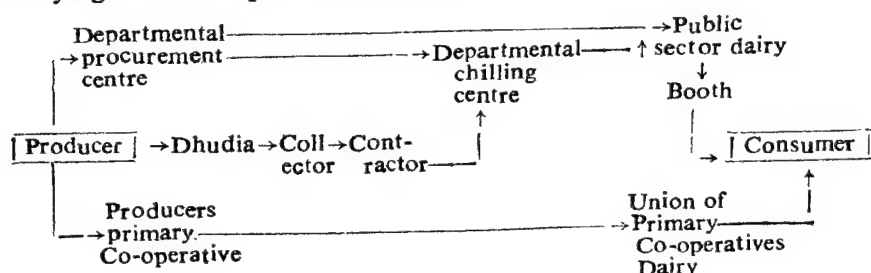 Departmental → Public
→ procurement → Departmental → ↑ sector dairy
centre chilling ↓
centre Booth
↑
Producer → Dhudia → Coll → Cont- Consumer
ector ractor
Producers Union of
→ primary → Primary
Co-operative Co-operatives
Dairy